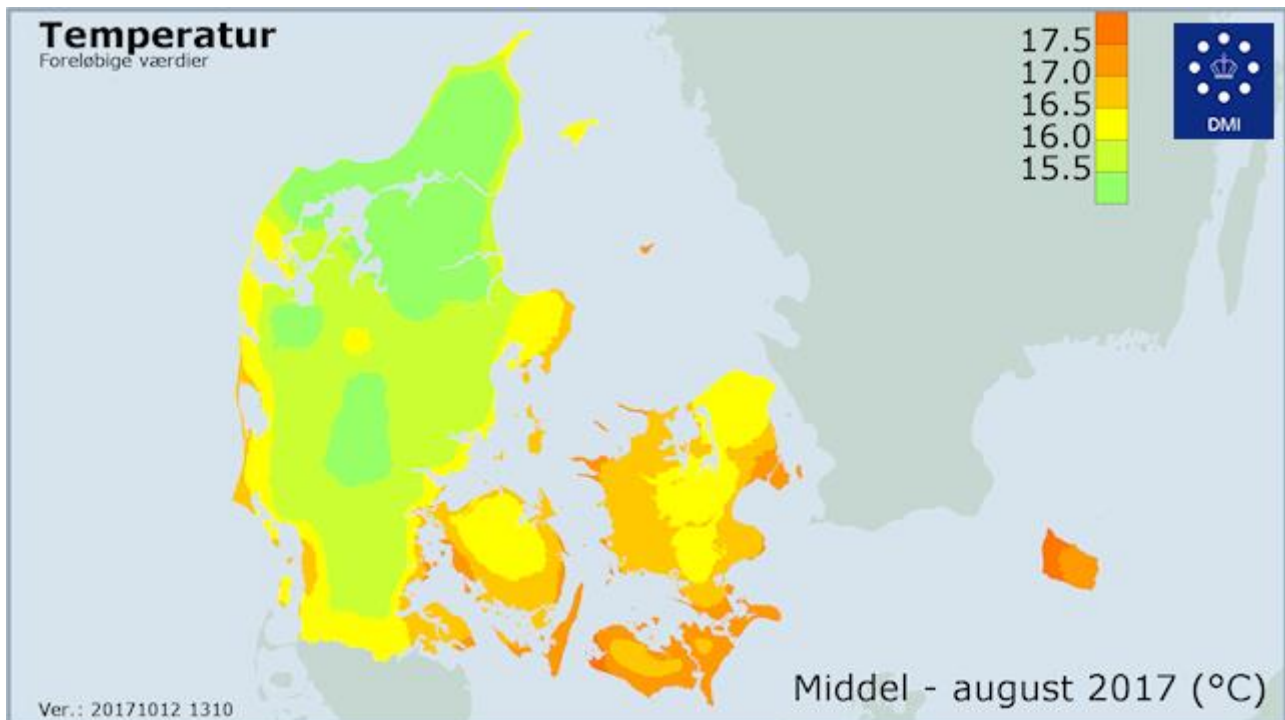 Temperatur
Foreløbige værdier
17.5
17.0
16.5
16.0
15.5
DMI
Middel - august 2017 (°C)
Ver.: 20171012 1310